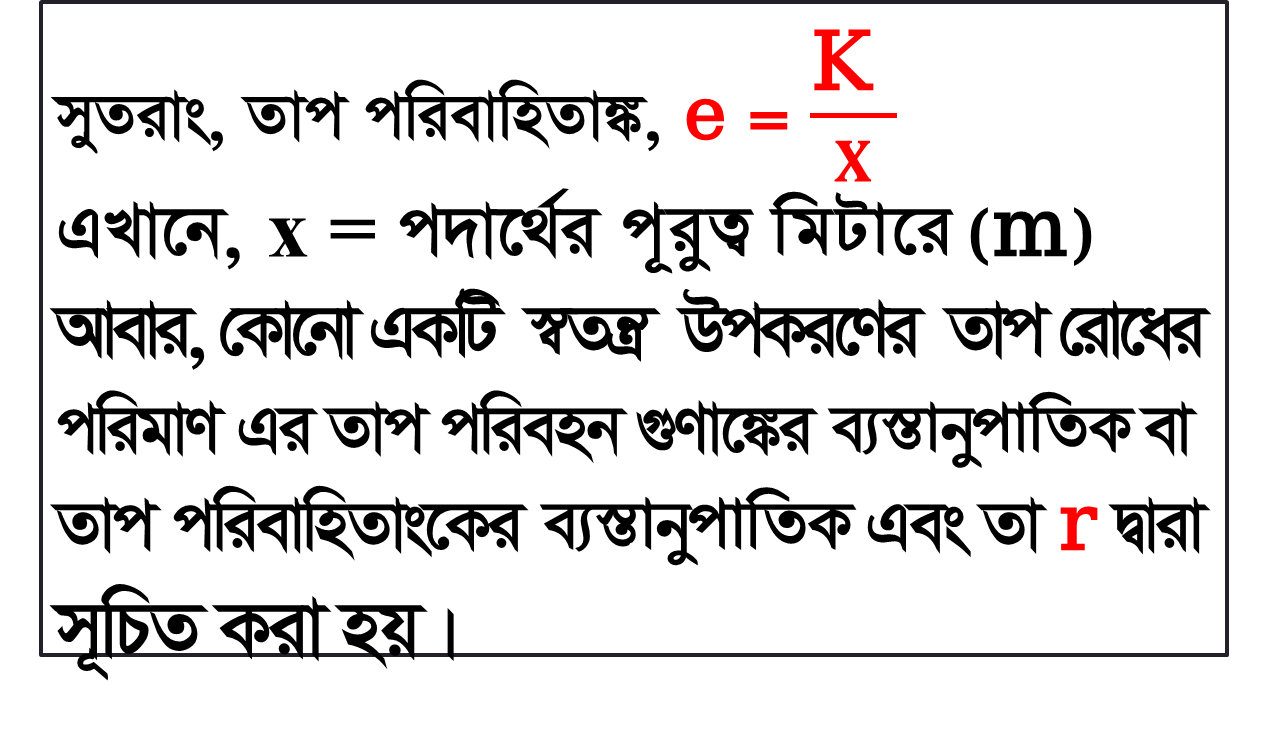 সুতরাং, তাপ পরিবাহিতাঙ্ক, e = K/x
এখানে, x = পদার্থের পূরুত্ব মিটারে (m)
আবার, কোনো একটি স্বতন্ত্র উপকরণের তাপ রোধের
পরিমাণ এর তাপ পরিবহন গুণাঙ্কের ব্যস্তানুপাতিক বা
তাপ পরিবাহিতাংকের ব্যস্তানুপাতিক এবং তা r দ্বারা
সূচিত করা হয়।